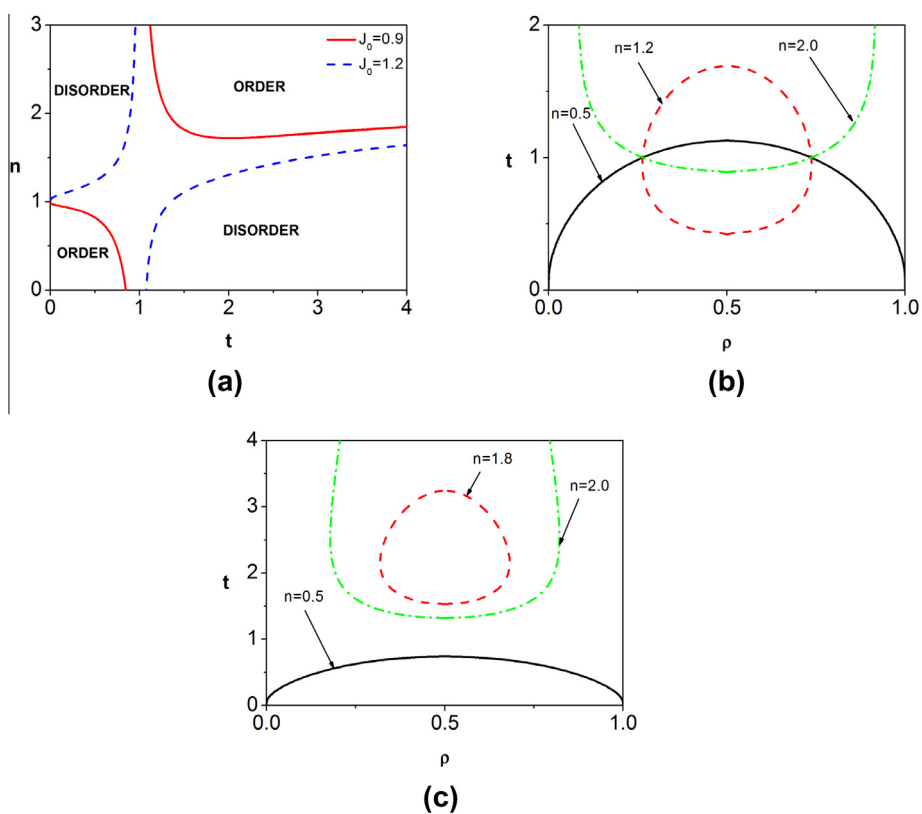 3
2
1
0
n
0
1
2
3
4
t
J₀=0.9
J₀=1.2
DISORDER
ORDER
ORDER
DISORDER
(a)
2
1
0
t
0.0
0.5
1.0
ρ
n=1.2
n=2.0
n=0.5
(b)
4
3
2
1
0
t
0.0
0.5
1.0
ρ
n=1.8
n=2.0
n=0.5
(c)